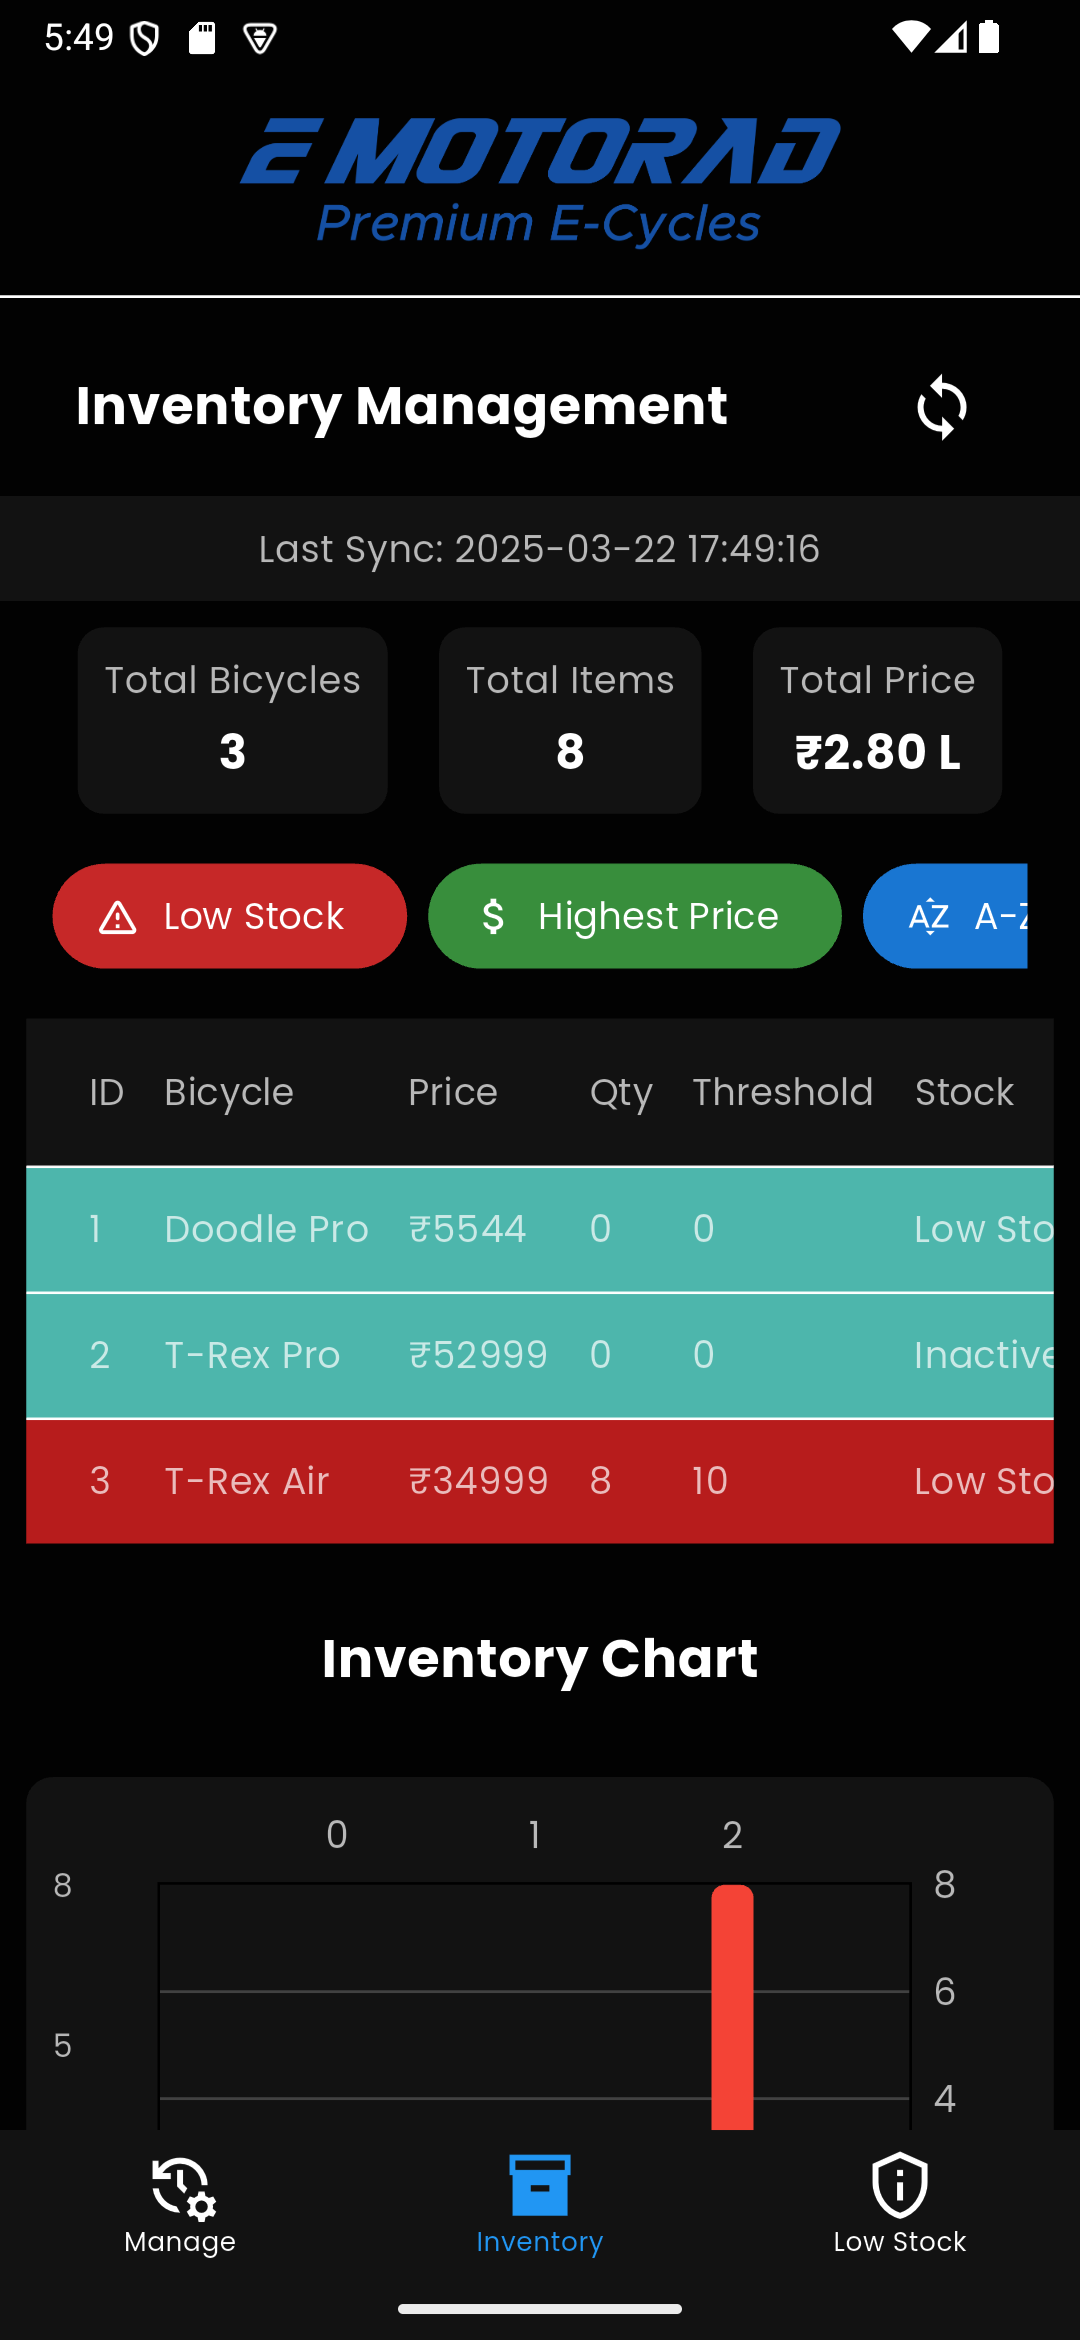 5:49
E MOTORAD
Premium E-Cycles
Inventory Management
Last Sync: 2025-03-22 17:49:16
Total Bicycles Total Items Total Price
3 8 ₹2.80 L
Low Stock $ Highest Price AZ A-Z
ID Bicycle Price Qty Threshold Stock
1 Doodle Pro ₹5544 0 0 Low Sto
2 T-Rex Pro ₹52999 0 0 Inactive
3 T-Rex Air ₹34999 8 10 Low Sto
Inventory Chart
0 1 2
8 8
6
5
4
Manage Inventory Low Stock